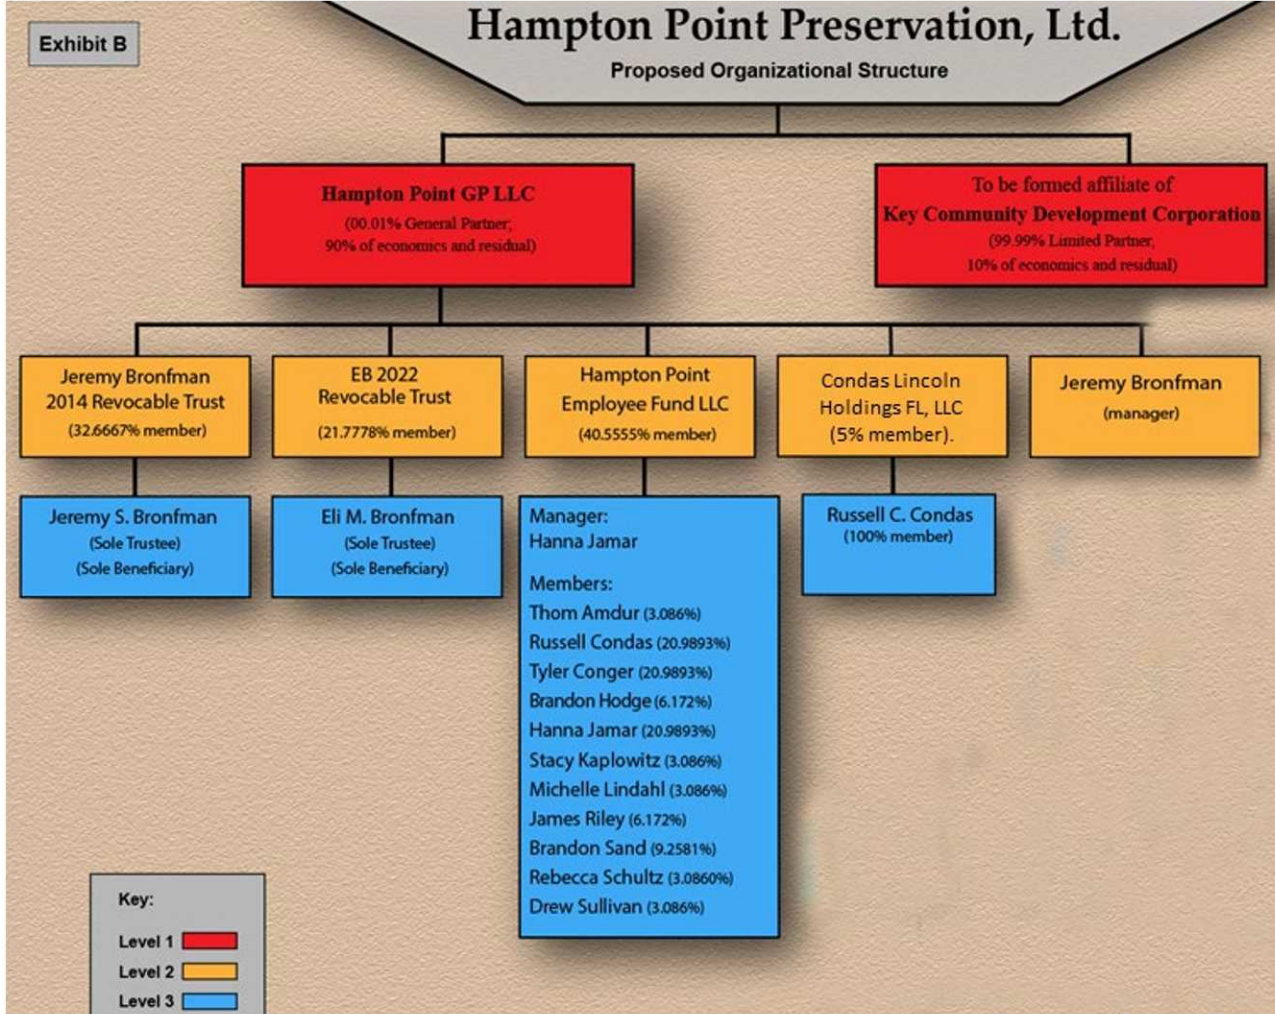 Exhibit B
Hampton Point Preservation, Ltd.
Proposed Organizational Structure
Hampton Point GP LLC
(00.01% General Partner;
90% of economics and residual)
To be formed affiliate of
Key Community Development Corporation
(99.99% Limited Partner,
10% of economics and residual)
Jeremy Bronfman
2014 Revocable Trust
(32.6667% member)
EB 2022
Revocable Trust
(21.7778% member)
Hampton Point
Employee Fund LLC
(40.5555% member)
Condas Lincoln
Holdings FL, LLC
(5% member).
Jeremy Bronfman
(manager)
Jeremy S. Bronfman
(Sole Trustee)
(Sole Beneficiary)
Eli M. Bronfman
(Sole Trustee)
(Sole Beneficiary)
Manager:
Hanna Jamar
Members:
Thom Amdur (3.086%)
Russell Condas (20.9893%)
Tyler Conger (20.9893%)
Brandon Hodge (6.172%)
Hanna Jamar (20.9893%)
Stacy Kaplowitz (3.086%)
Michelle Lindahl (3.086%)
James Riley (6.172%)
Brandon Sand (9.2581%)
Rebecca Schultz (3.0860%)
Drew Sullivan (3.086%)
Russell C. Condas
(100% member)
Key:
Level 1
Level 2
Level 3